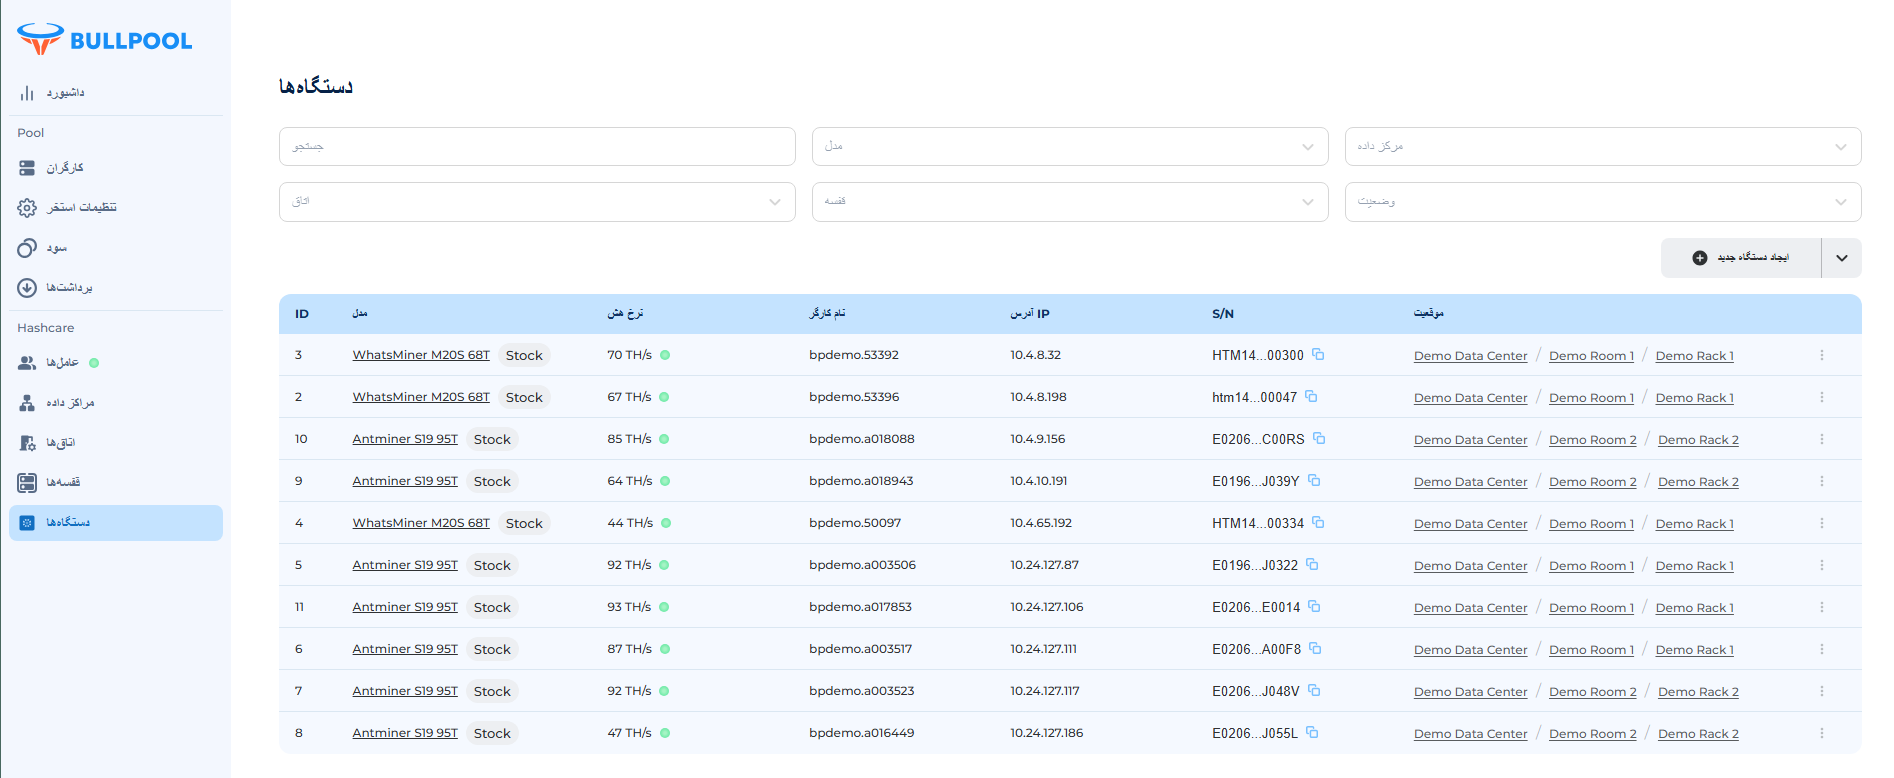 BULLPOOL
داشبورد
Pool
کارگران
تنظیمات استخر
سود
برداشت‌ها
Hashcare
عامل‌ها
مراکز داده
اتاق‌ها
قفسه‌ها
دستگاه‌ها
دستگاه‌ها
جستجو مدل مرکز داده
اتاق قفسه وضعیت
ایجاد دستگاه جدید
ID مدل نرخ هش نام کارگر آدرس IP S/N موقعیت
3 WhatsMiner M20S 68T Stock 70 TH/s bpdemo.53392 10.4.8.32 HTM14...00300 Demo Data Center / Demo Room 1 / Demo Rack 1
2 WhatsMiner M20S 68T Stock 67 TH/s bpdemo.53396 10.4.8.198 htm14...00047 Demo Data Center / Demo Room 1 / Demo Rack 1
10 Antminer S19 95T Stock 85 TH/s bpdemo.a018088 10.4.9.156 E0206...C00RS Demo Data Center / Demo Room 2 / Demo Rack 2
9 Antminer S19 95T Stock 64 TH/s bpdemo.a018943 10.4.10.191 E0196...J039Y Demo Data Center / Demo Room 2 / Demo Rack 2
4 WhatsMiner M20S 68T Stock 44 TH/s bpdemo.50097 10.4.65.192 HTM14...00334 Demo Data Center / Demo Room 1 / Demo Rack 1
5 Antminer S19 95T Stock 92 TH/s bpdemo.a003506 10.24.127.87 E0196...J0322 Demo Data Center / Demo Room 1 / Demo Rack 1
11 Antminer S19 95T Stock 93 TH/s bpdemo.a017853 10.24.127.106 E0206...E0014 Demo Data Center / Demo Room 1 / Demo Rack 1
6 Antminer S19 95T Stock 87 TH/s bpdemo.a003517 10.24.127.111 E0206...A00F8 Demo Data Center / Demo Room 1 / Demo Rack 1
7 Antminer S19 95T Stock 92 TH/s bpdemo.a003523 10.24.127.117 E0206...J048V Demo Data Center / Demo Room 2 / Demo Rack 2
8 Antminer S19 95T Stock 47 TH/s bpdemo.a016449 10.24.127.186 E0206...J055L Demo Data Center / Demo Room 2 / Demo Rack 2